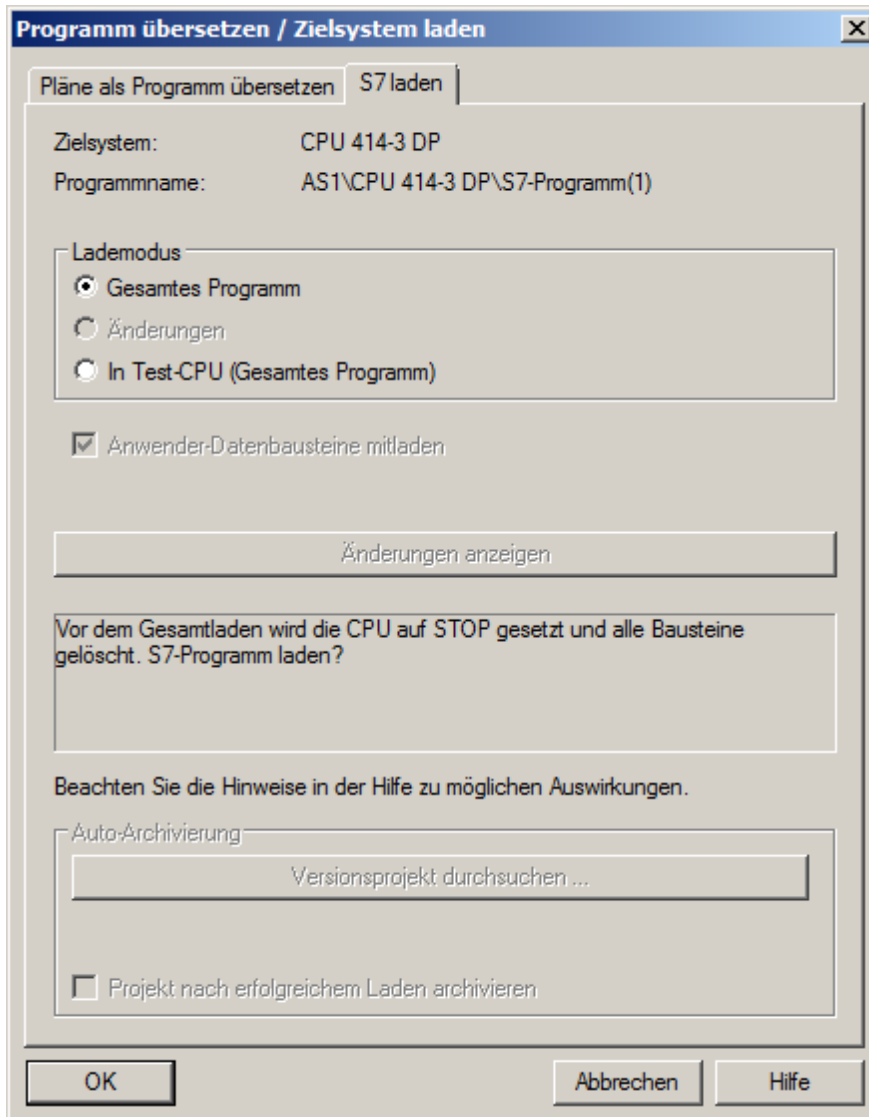 Programm übersetzen / Zielsystem laden
Pläne als Programm übersetzen S7 laden
Zielsystem: CPU 414-3 DP
Programmname: AS1\CPU 414-3 DP\S7-Programm(1)
Lademodus
Gesamtes Programm
Änderungen
In Test-CPU (Gesamtes Programm)
Anwender-Datenbausteine mitladen
Änderungen anzeigen
Vor dem Gesamtladen wird die CPU auf STOP gesetzt und alle Bausteine
gelöscht. S7-Programm laden?
Beachten Sie die Hinweise in der Hilfe zu möglichen Auswirkungen.
Auto-Archivierung
Versionsprojekt durchsuchen ...
Projekt nach erfolgreichem Laden archivieren
OK Abbrechen Hilfe